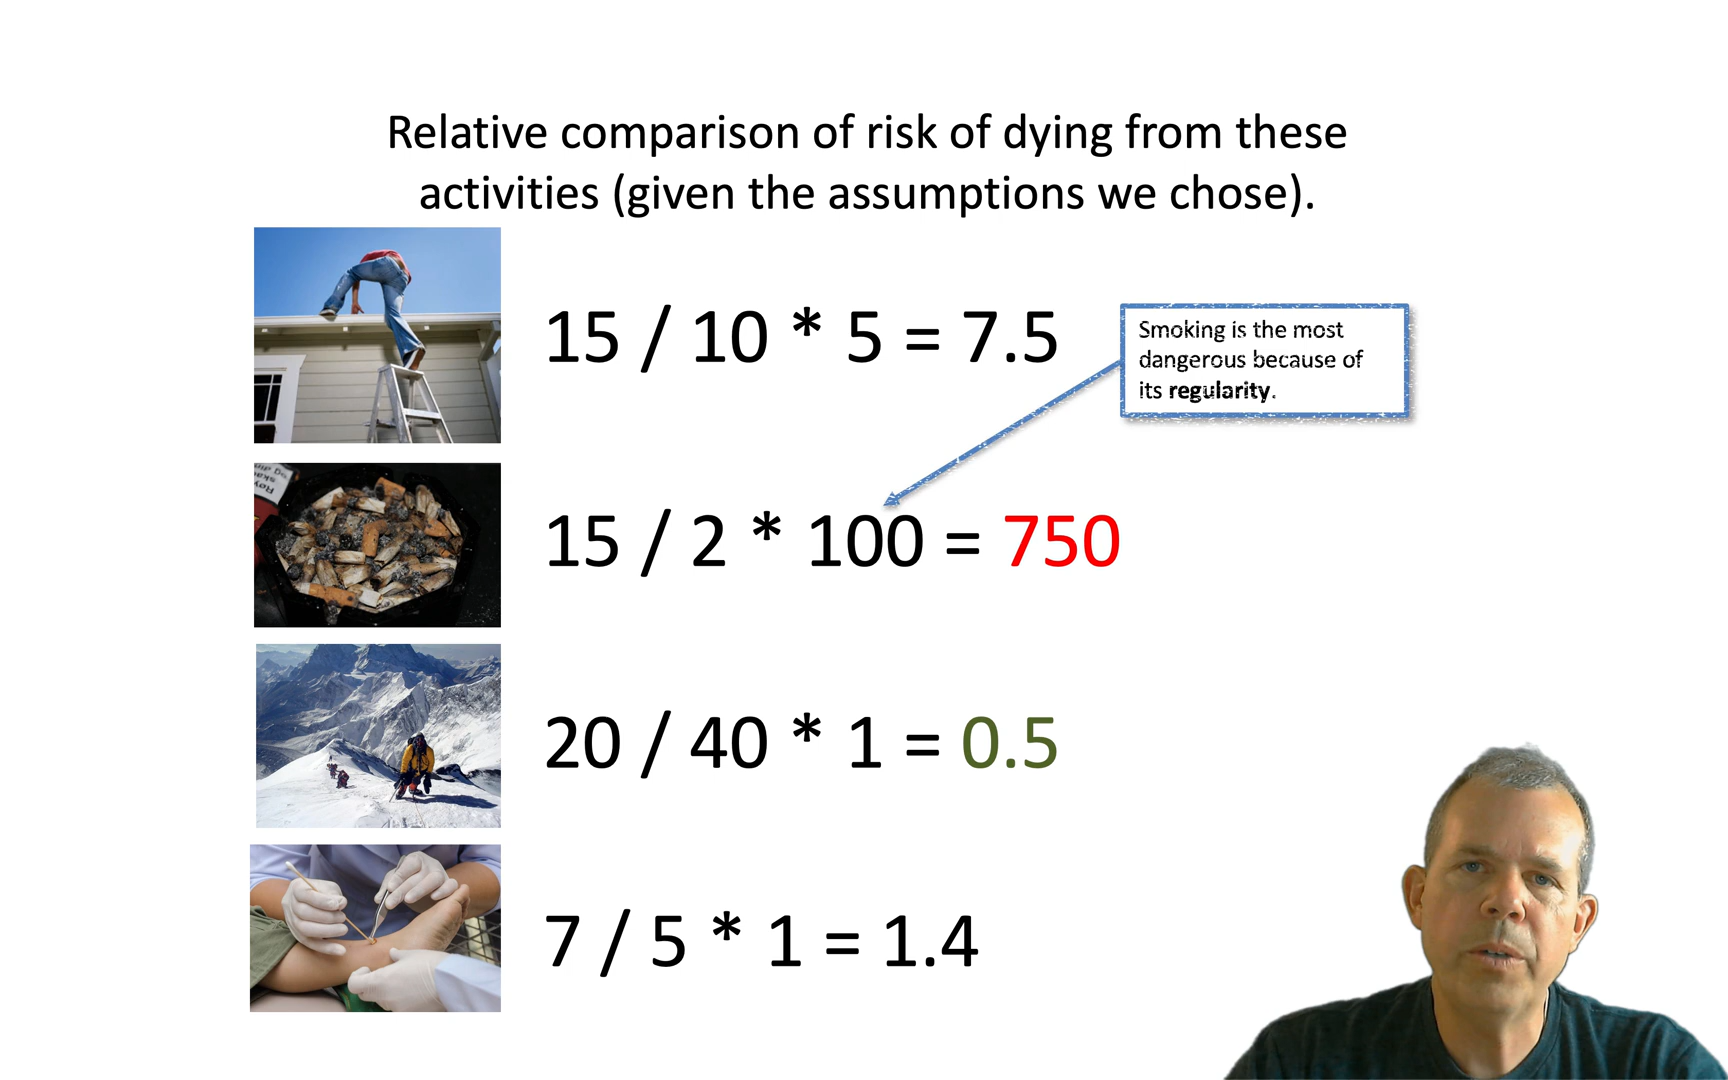 Relative comparison of risk of dying from these
activities (given the assumptions we chose).
15 / 10 * 5 = 7.5
Smoking is the most
dangerous because of
its regularity.
15 / 2 * 100 = 750
20 / 40 * 1 = 0.5
7 / 5 * 1 = 1.4